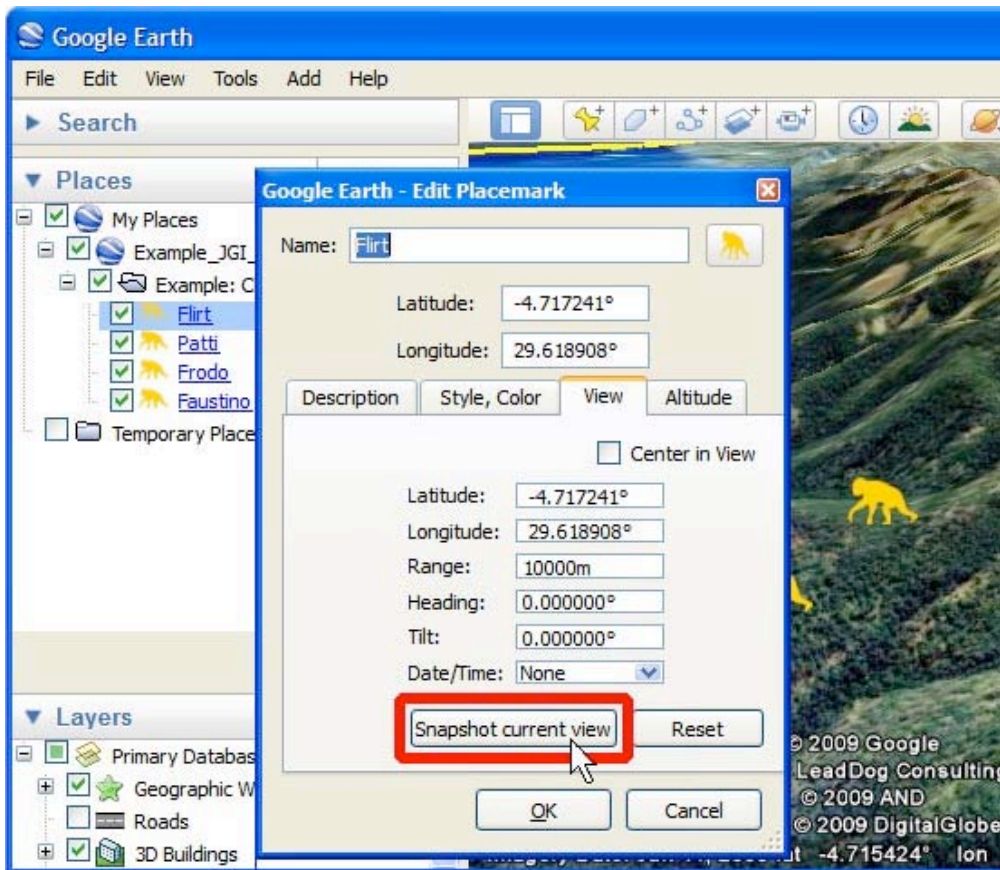 Google Earth
File Edit View Tools Add Help
Search
Places
My Places
Example_JGI_
Example: C
Flirt
Patti
Frodo
Faustino
Temporary Place
Layers
Primary Databas
Geographic W
Roads
3D Buildings
Google Earth - Edit Placemark
Name: Flirt
Latitude: -4.717241°
Longitude: 29.618908°
Description Style, Color View Altitude
Center in View
Latitude: -4.717241°
Longitude: 29.618908°
Range: 10000m
Heading: 0.000000°
Tilt: 0.000000°
Date/Time: None
Snapshot current view Reset
OK Cancel
© 2009 Google
LeadDog Consulting
© 2009 AND
© 2009 DigitalGlobe
-4.715424° lon